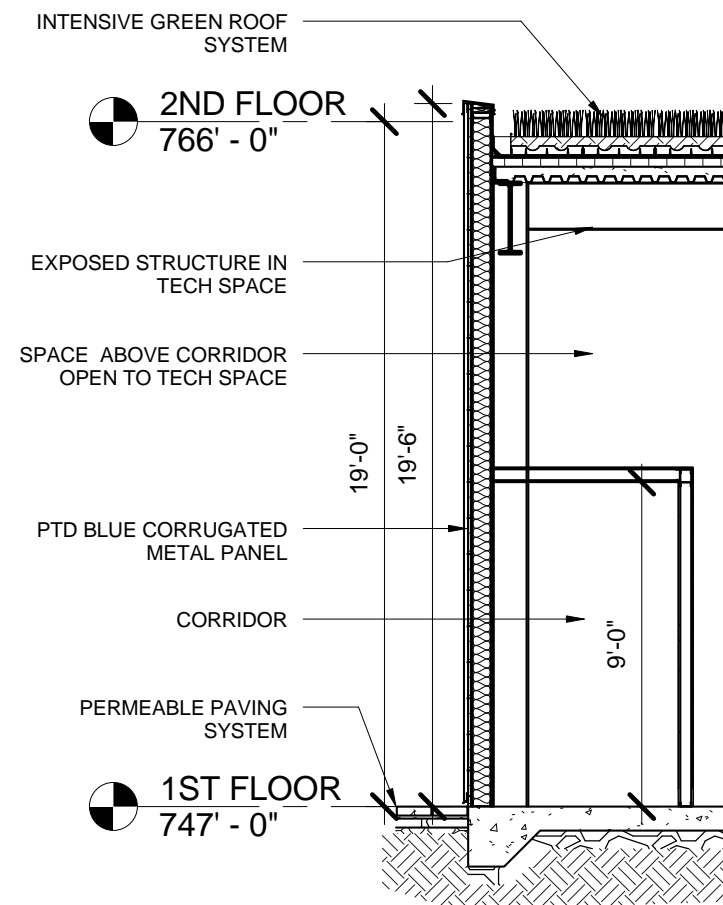 INTENSIVE GREEN ROOF
SYSTEM
2ND FLOOR
766' - 0"
EXPOSED STRUCTURE IN
TECH SPACE
SPACE ABOVE CORRIDOR
OPEN TO TECH SPACE
19'-0"
19'-6"
PTD BLUE CORRUGATED
METAL PANEL
CORRIDOR
9'-0"
PERMEABLE PAVING
SYSTEM
1ST FLOOR
747' - 0"